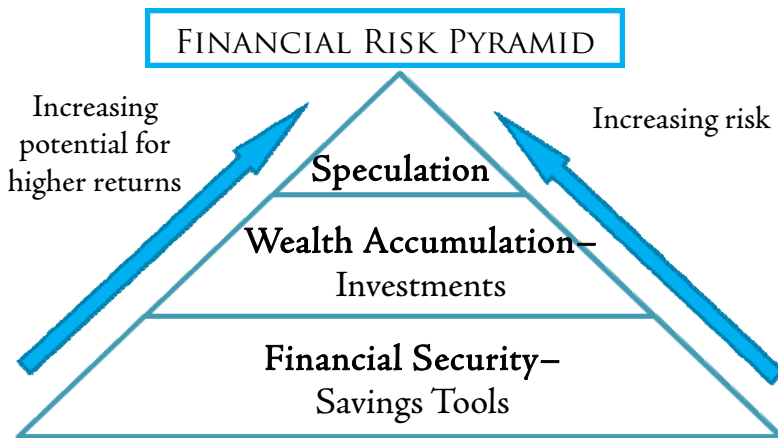 FINANCIAL RISK PYRAMID
Increasing
potential for
higher returns
Increasing risk
Speculation
Wealth Accumulation–
Investments
Financial Security–
Savings Tools